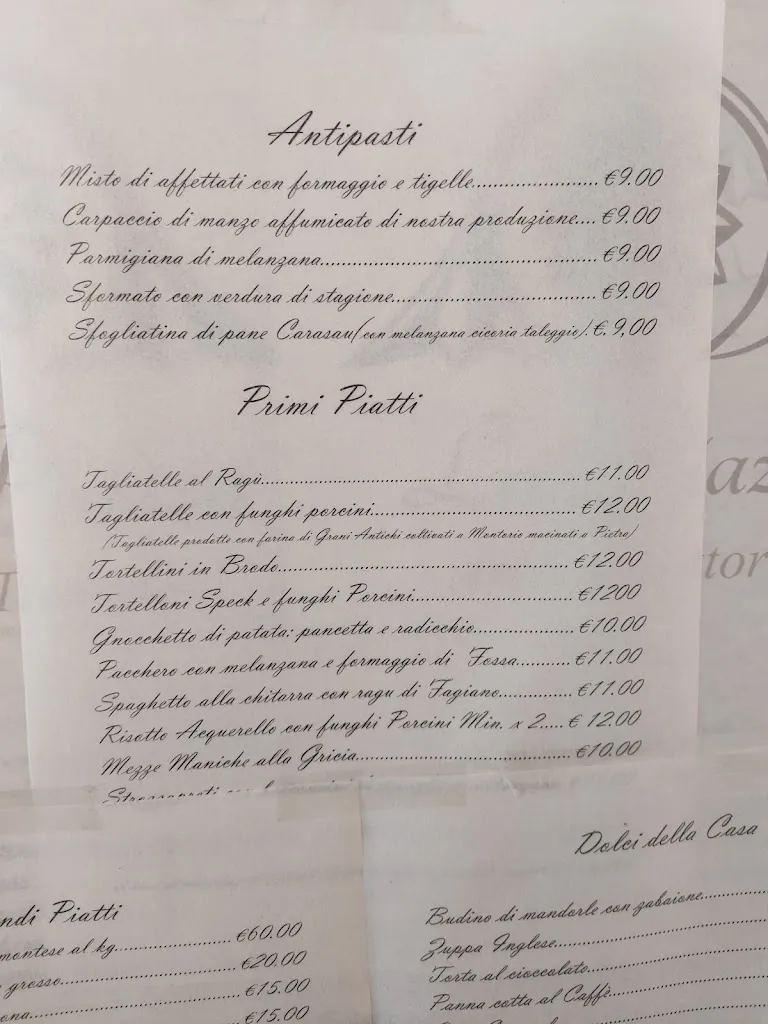 Antipasti
Misto di affettati con formaggio e tigelle....................... €9.00
Carpaccio di manzo affumicato di nostra produzione.... €9.00
Parmigiana di melanzana.................................................. €9.00
Sformato con verdura di stagione..................................... €9.00
Sfogliatina di pane Carasau(con melanzana cicoria taleggio). €. 9,00
Primi Piatti
Tagliatelle al Ragù............................................................... €11.00
Tagliatelle con funghi porcini........................................ €12.00
(Tagliatelle prodotte con farina di Grani Antichi coltivati a Montorio macinati a Pietra)
Tortellini in Brodo......................................................... €12.00
Tortelloni Speck e funghi Porcini............................... €1200
Gnocchetto di patata: pancetta e radicchio................... €10.00
Pacchero con melanzana e formaggio di Fossa.......... €11.00
Spaghetto alla chitarra con ragu di Fagiano.............. €11.00
Risotto Acquerello con funghi Porcini Min. x 2..... € 12.00
Mezze Maniche alla Gricia......................................... €10.00
ndi Piatti
montese al kg....................... €60.00
grosso................................... €20.00
ona....................................... €15.00
€15.00
Dolci della Casa
Budino di mandorle con zabaione..........
Zuppa Inglese...............................
Torta al cioccolato..........................
Panna cotta al Caffè.......................